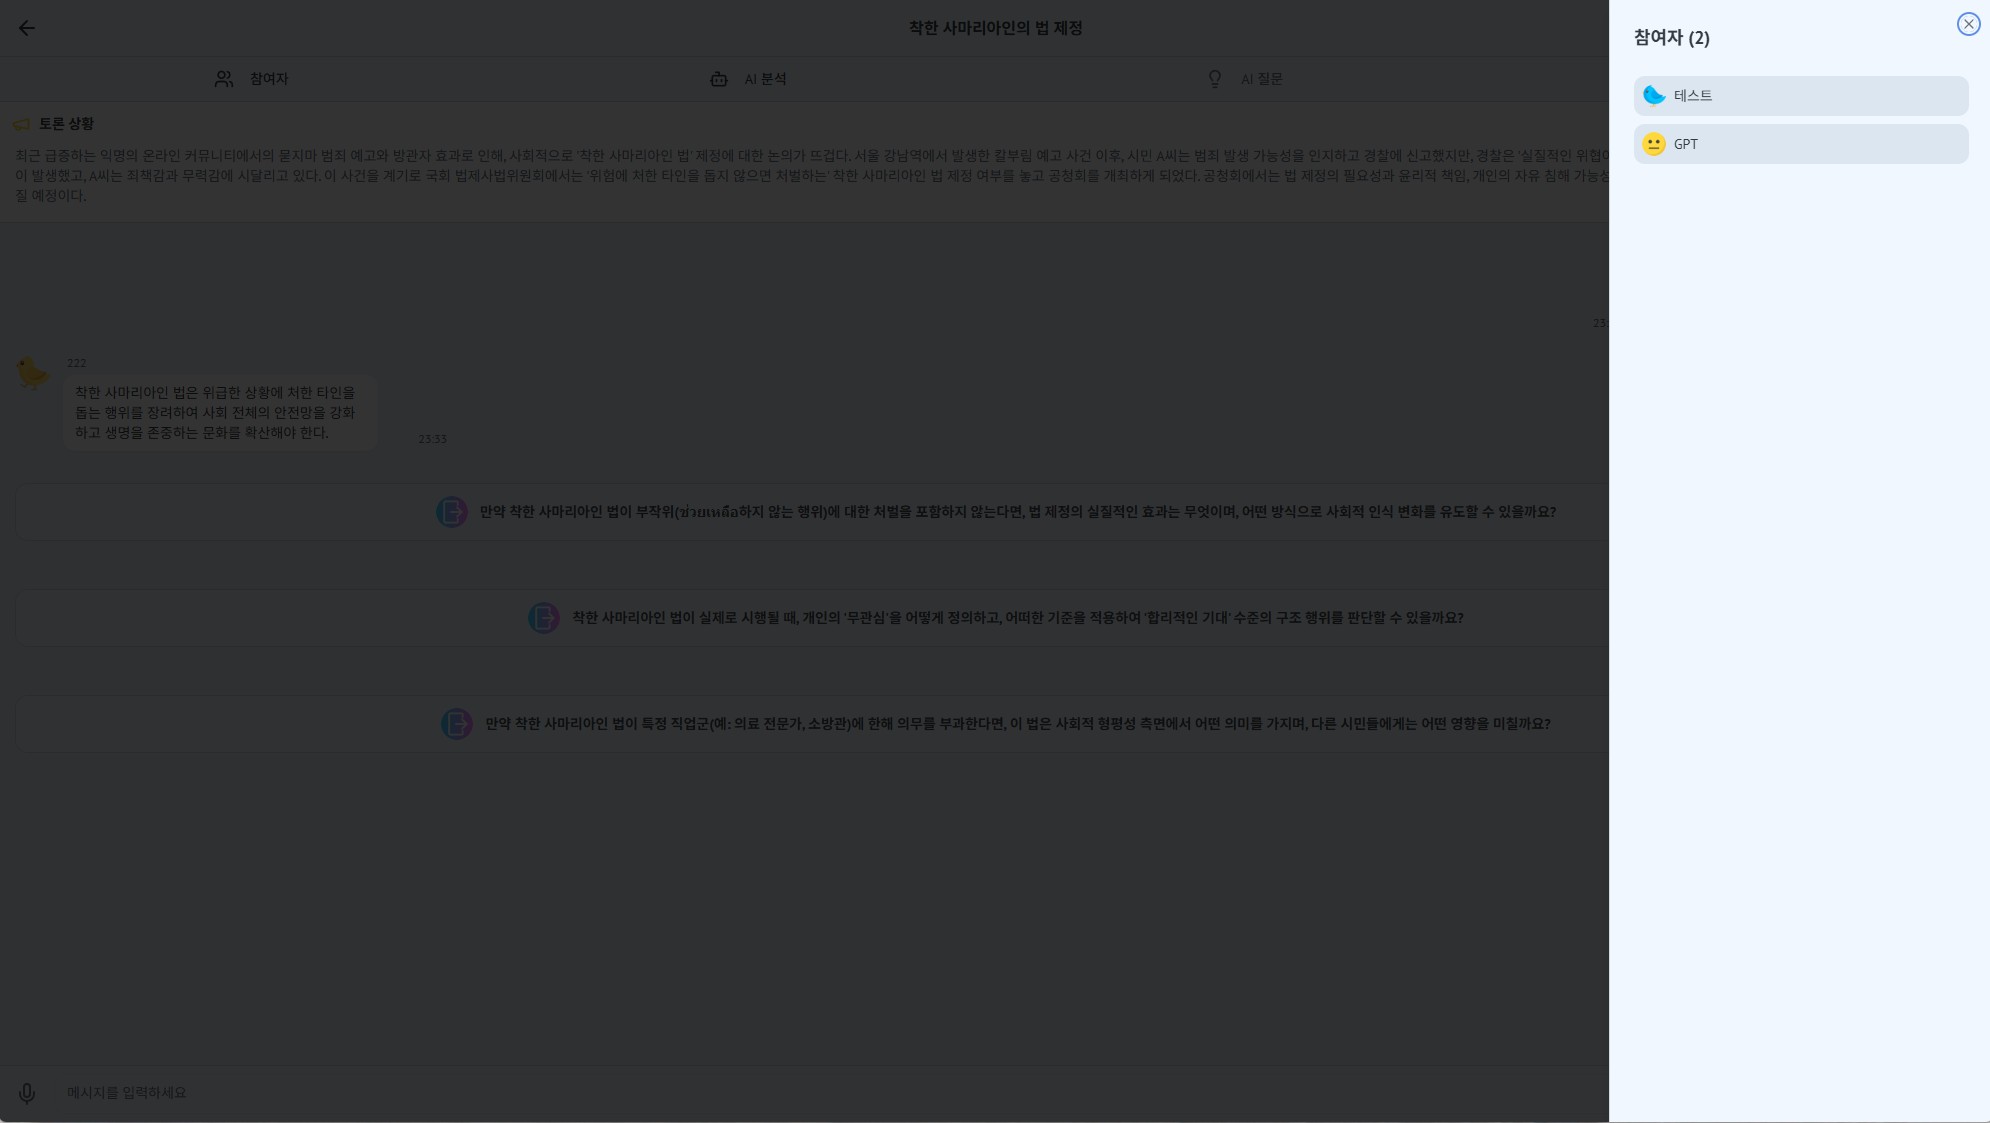 착한 사마리아인의 법 제정
참여자
AI 분석
AI 질문
토론 상황
최근 급증하는 익명의 온라인 커뮤니티에서의 묻지마 범죄 예고와 방관자 효과로 인해, 사회적으로 '착한 사마리아인 법' 제정에 대한 논의가 뜨겁다. 서울 강남역에서 발생한 칼부림 예고 사건 이후, 시민 A씨는 범죄 발생 가능성을 인지하고 경찰에 신고했지만, 경찰은 '실질적인 위협이
이 발생했고, A씨는 죄책감과 무력감에 시달리고 있다. 이 사건을 계기로 국회 법제사법위원회에서는 '위험에 처한 타인을 돕지 않으면 처벌하는' 착한 사마리아인 법 제정 여부를 놓고 공청회를 개최하게 되었다. 공청회에서는 법 제정의 필요성과 윤리적 책임, 개인의 자유 침해 가능성
질 예정이다.
23:
222
착한 사마리아인 법은 위급한 상황에 처한 타인을
돕는 행위를 장려하여 사회 전체의 안전망을 강화
하고 생명을 존중하는 문화를 확산해야 한다.
23:33
만약 착한 사마리아인 법이 부작위(ช่วยเหลือ하지 않는 행위)에 대한 처벌을 포함하지 않는다면, 법 제정의 실질적인 효과는 무엇이며, 어떤 방식으로 사회적 인식 변화를 유도할 수 있을까요?
착한 사마리아인 법이 실제로 시행될 때, 개인의 '무관심'을 어떻게 정의하고, 어떠한 기준을 적용하여 '합리적인 기대' 수준의 구조 행위를 판단할 수 있을까요?
만약 착한 사마리아인 법이 특정 직업군(예: 의료 전문가, 소방관)에 한해 의무를 부과한다면, 이 법은 사회적 형평성 측면에서 어떤 의미를 가지며, 다른 시민들에게는 어떤 영향을 미칠까요?
메시지를 입력하세요
참여자 (2)
테스트
GPT